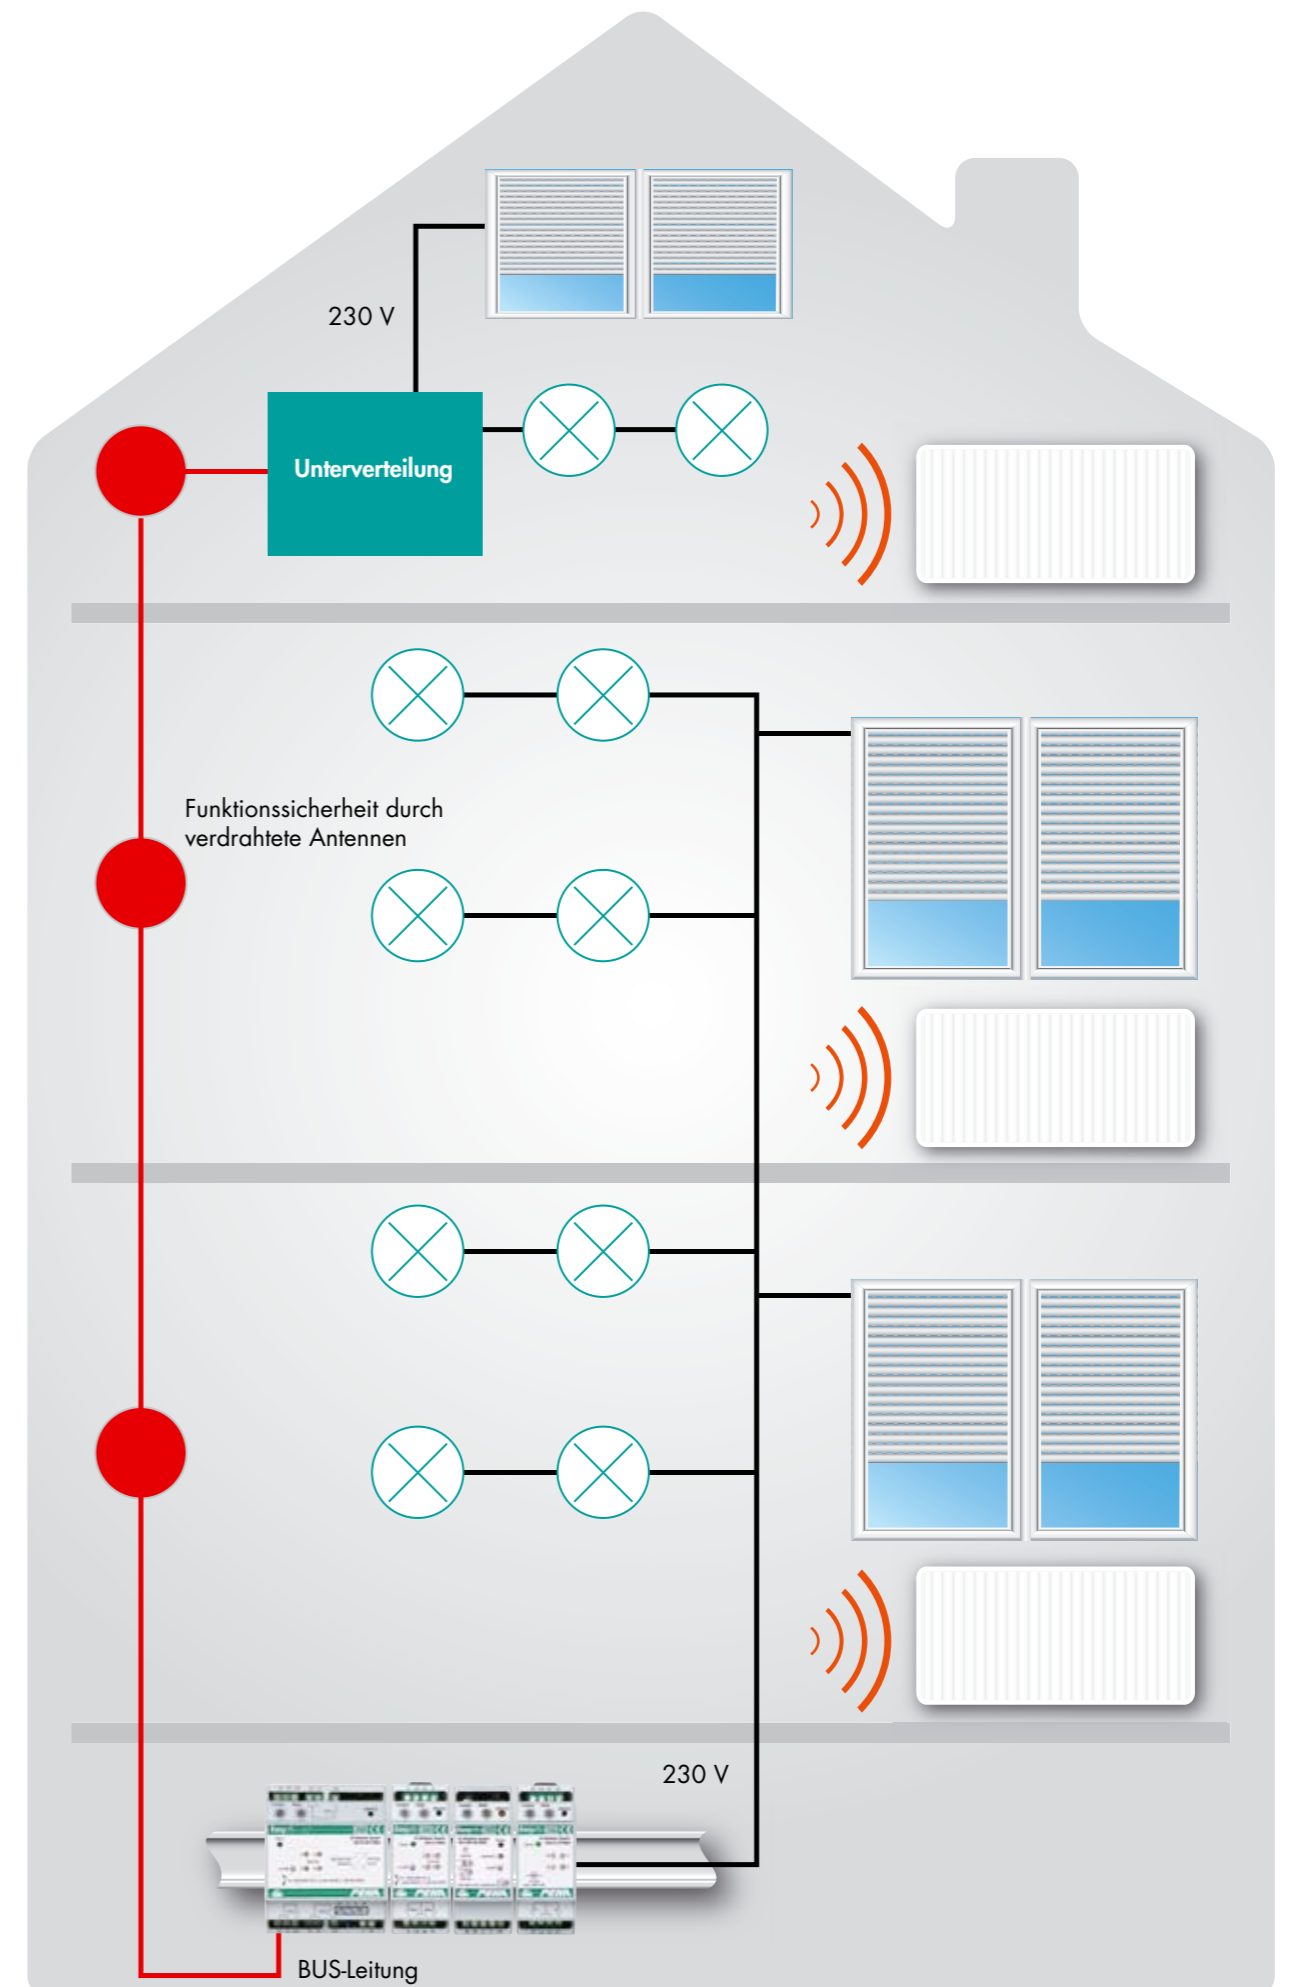 230 V
Unterverteilung
Funktionssicherheit durch
verdrahtete Antennen
230 V
BUS-Leitung